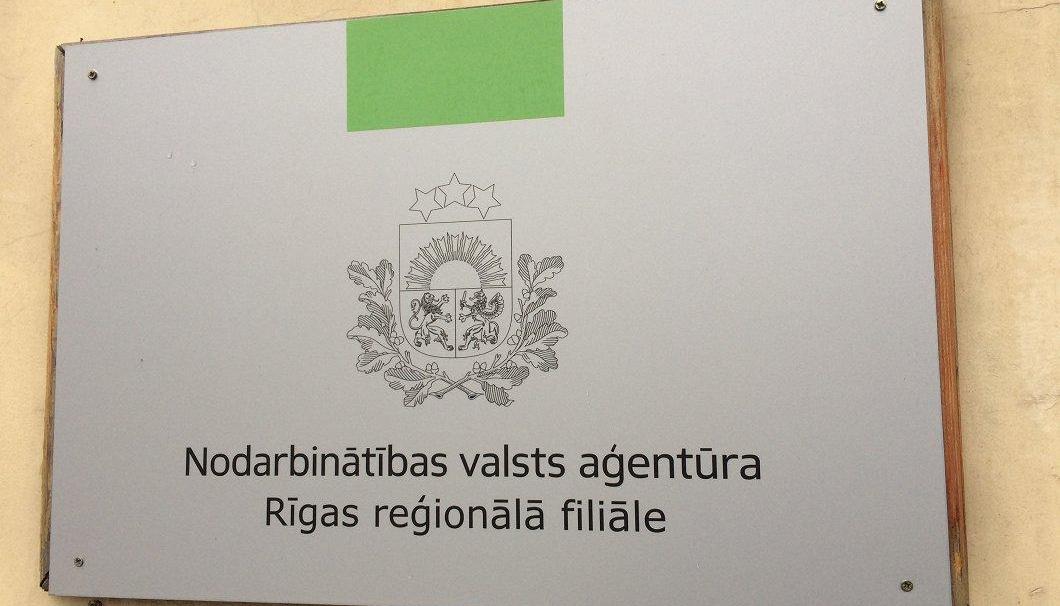 Nodarbinātības valsts aģentūra
Rīgas reģionālā filiāle